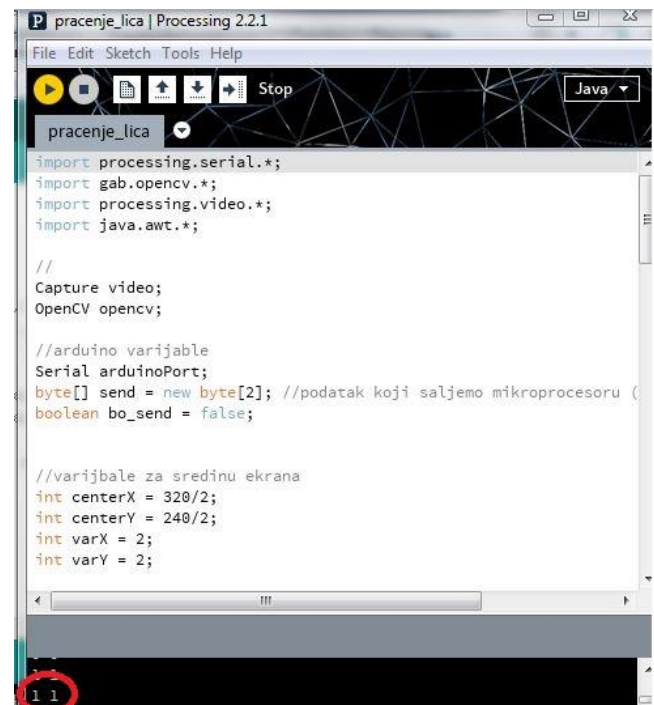 pracenje_lica | Processing 2.2.1
File Edit Sketch Tools Help
Stop
Java
pracenje_lica
import processing.serial.*;
import gab.opencv.*;
import processing.video.*;
import java.awt.*;
//
Capture video;
OpenCV opencv;
//arduino varijable
Serial arduinoPort;
byte[] send = new byte[2]; //podatak koji saljemo mikroprocesoru (
boolean bo_send = false;
//varijbale za sredinu ekrana
int centerX = 320/2;
int centerY = 240/2;
int varX = 2;
int varY = 2;
1 1